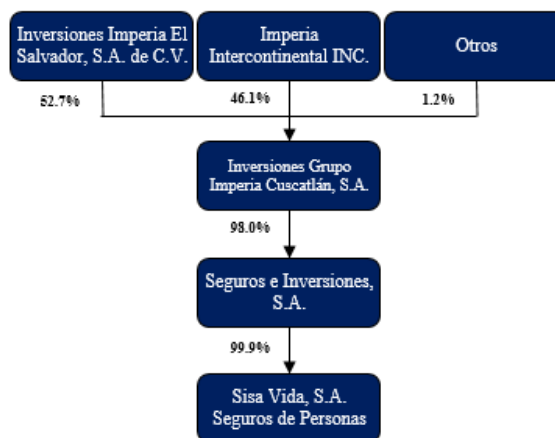 Inversiones Imperia El
Salvador, S.A. de C.V.
Imperia
Intercontinental INC.
Otros
52.7%
46.1%
1.2%
Inversiones Grupo
Imperia Cuscatlán, S.A.
98.0%
Seguros e Inversiones,
S.A.
99.9%
Sisa Vida, S.A.
Seguros de Personas